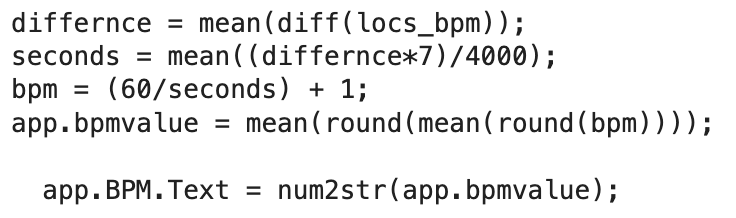 differnce = mean(diff(locs_bpm));
seconds = mean((differnce*7)/4000);
bpm = (60/seconds) + 1;
app.bpmvalue = mean(round(mean(round(bpm))));
app.BPM.Text = num2str(app.bpmvalue);